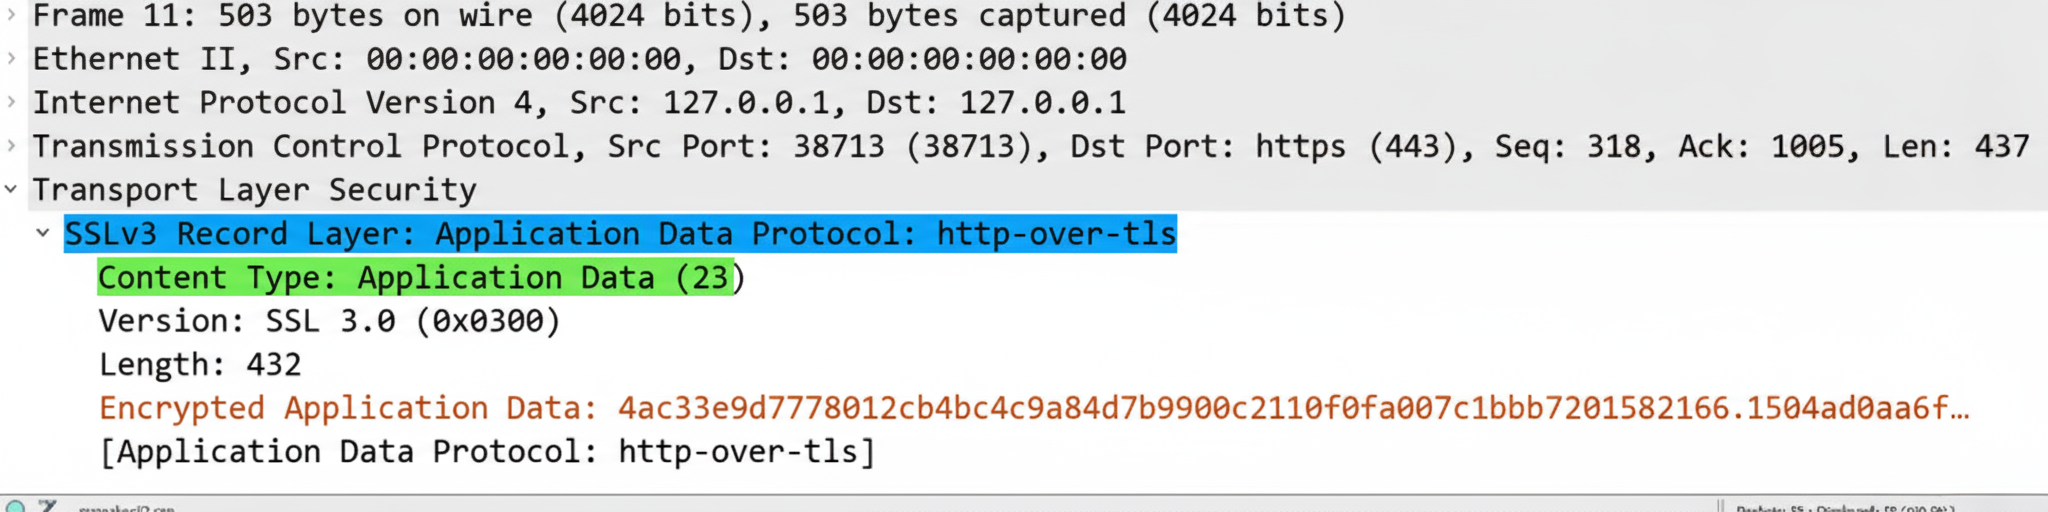 Frame 11: 503 bytes on wire (4024 bits), 503 bytes captured (4024 bits)
Ethernet II, Src: 00:00:00:00:00:00, Dst: 00:00:00:00:00:00
Internet Protocol Version 4, Src: 127.0.0.1, Dst: 127.0.0.1
Transmission Control Protocol, Src Port: 38713 (38713), Dst Port: https (443), Seq: 318, Ack: 1005, Len: 437
Transport Layer Security
SSLv3 Record Layer: Application Data Protocol: http-over-tls
Content Type: Application Data (23)
Version: SSL 3.0 (0x0300)
Length: 432
Encrypted Application Data: 4ac33e9d7778012cb4bc4c9a84d7b9900c2110f0fa007c1bbb7201582166.1504ad0aa6f…
[Application Data Protocol: http-over-tls]